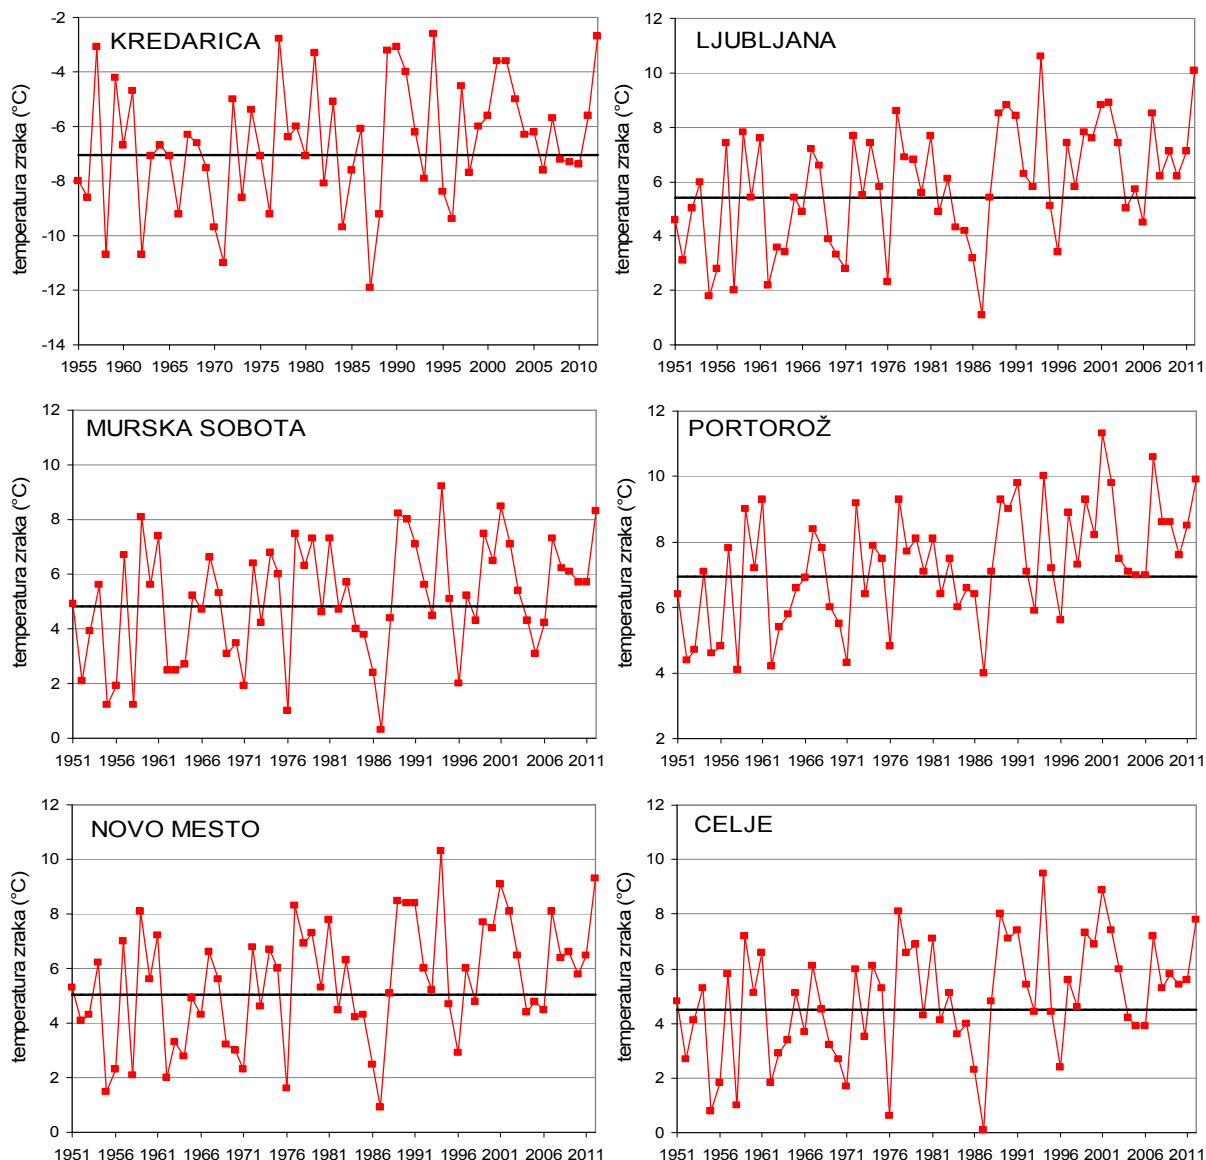 KREDARICA
temperatura zraka (°C)
-2
-4
-6
-8
-10
-12
-14
1955 1960 1965 1970 1975 1980 1985 1990 1995 2000 2005 2010
LJUBLJANA
temperatura zraka (°C)
12
10
8
6
4
2
0
1951 1956 1961 1966 1971 1976 1981 1986 1991 1996 2001 2006 2011
MURSKA SOBOTA
temperatura zraka (°C)
12
10
8
6
4
2
0
1951 1956 1961 1966 1971 1976 1981 1986 1991 1996 2001 2006 2011
PORTOROŽ
temperatura zraka (°C)
12
10
8
6
4
2
1951 1956 1961 1966 1971 1976 1981 1986 1991 1996 2001 2006 2011
NOVO MESTO
temperatura zraka (°C)
12
10
8
6
4
2
0
1951 1956 1961 1966 1971 1976 1981 1986 1991 1996 2001 2006 2011
CELJE
temperatura zraka (°C)
12
10
8
6
4
2
0
1951 1956 1961 1966 1971 1976 1981 1986 1991 1996 2001 2006 2011